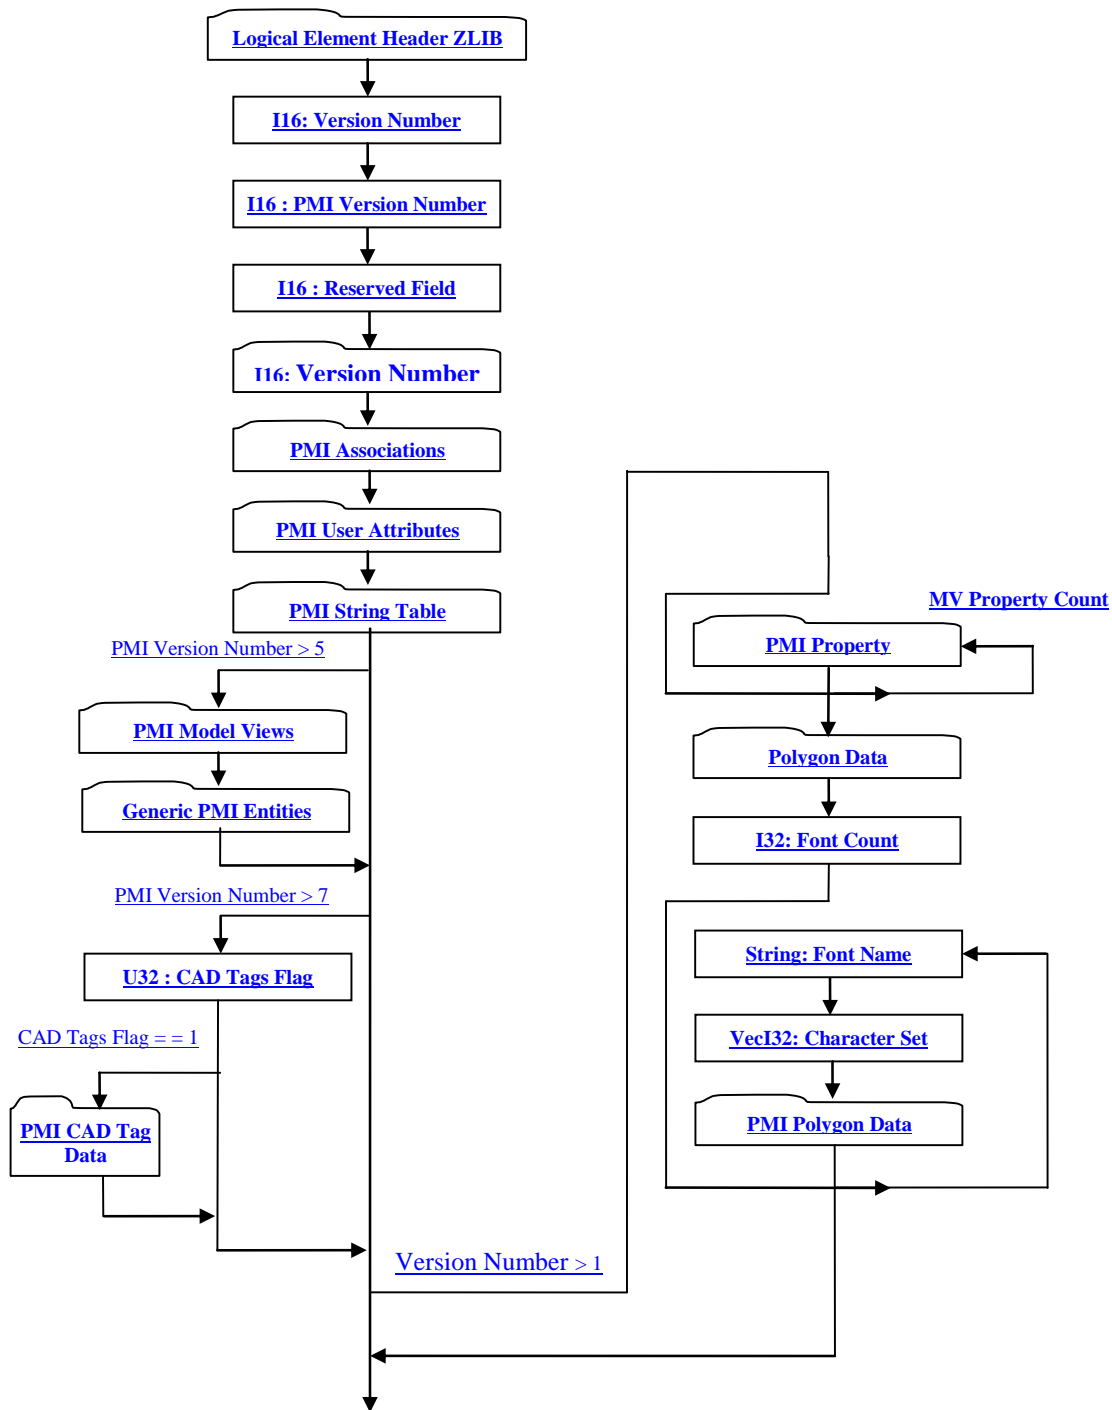 Logical Element Header ZLIB
I16: Version Number
I16 : PMI Version Number
I16 : Reserved Field
I16: Version Number
PMI Associations
PMI User Attributes
PMI String Table
PMI Version Number > 5
PMI Model Views
Generic PMI Entities
PMI Version Number > 7
U32 : CAD Tags Flag
CAD Tags Flag = = 1
PMI CAD Tag
Data
Version Number > 1
MV Property Count
PMI Property
Polygon Data
I32: Font Count
String: Font Name
VecI32: Character Set
PMI Polygon Data